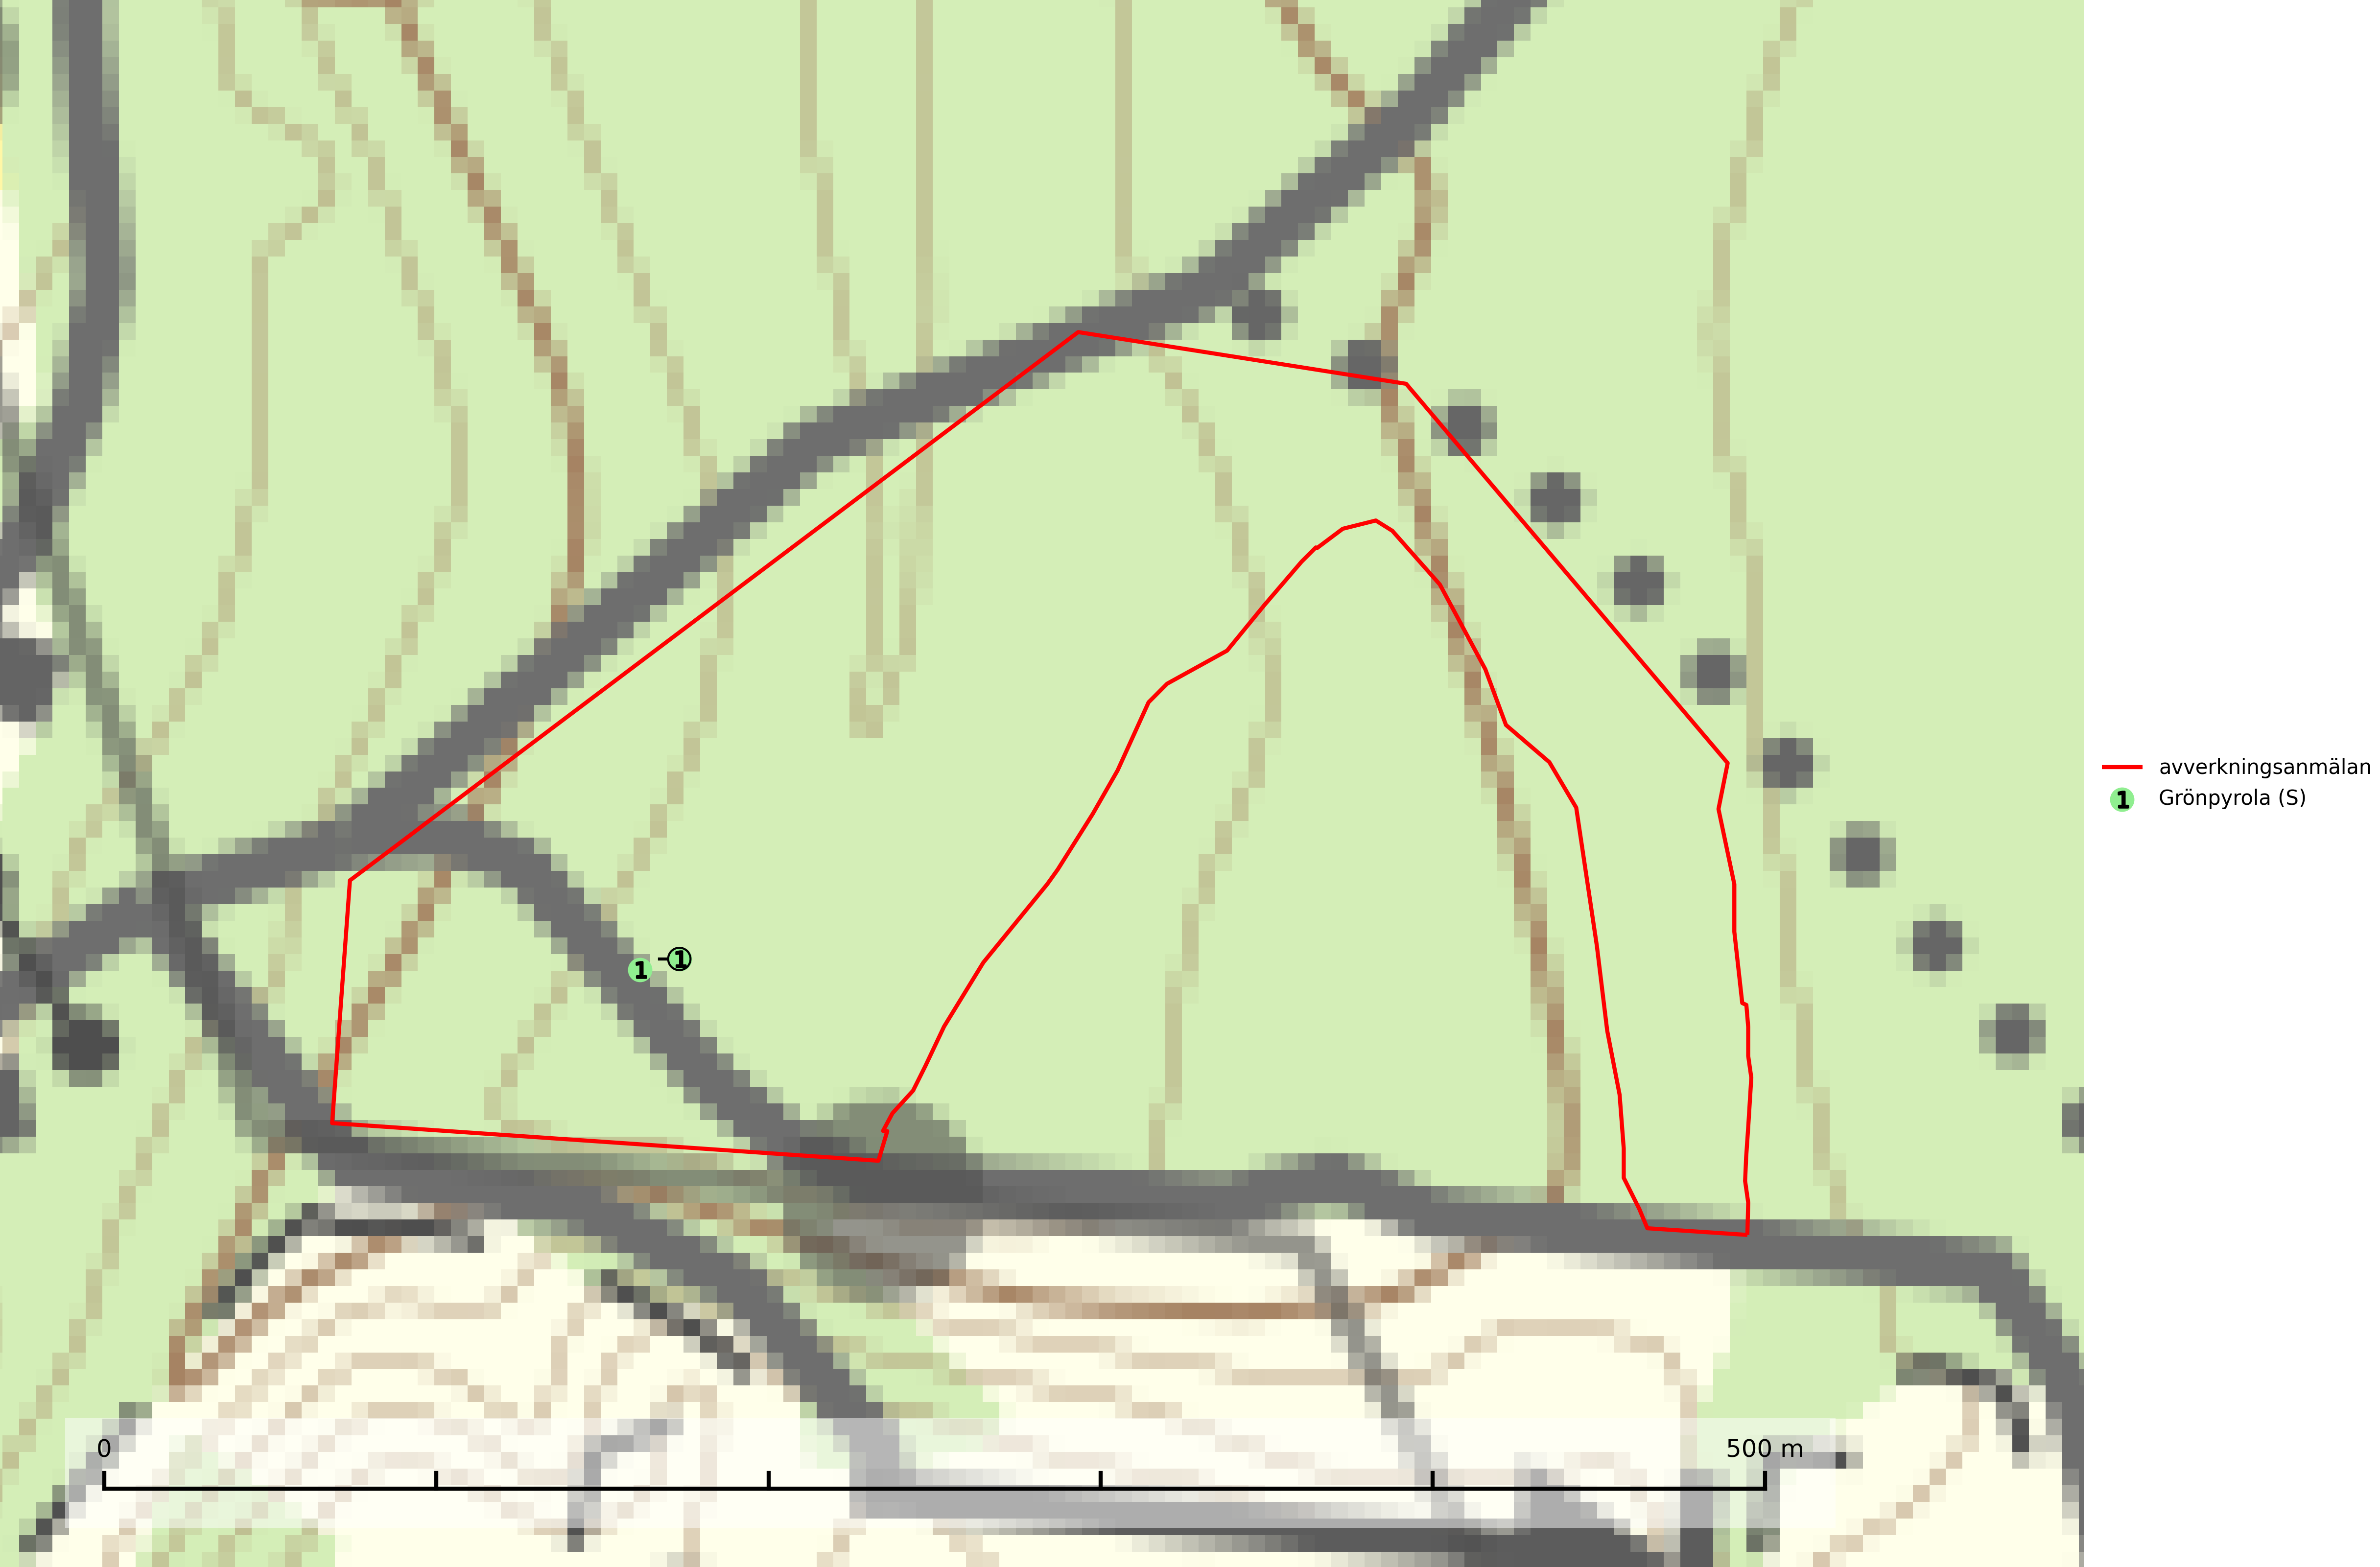 1 1
avverkningsanmälan
1 Grönpyrola (S)
0 500 m